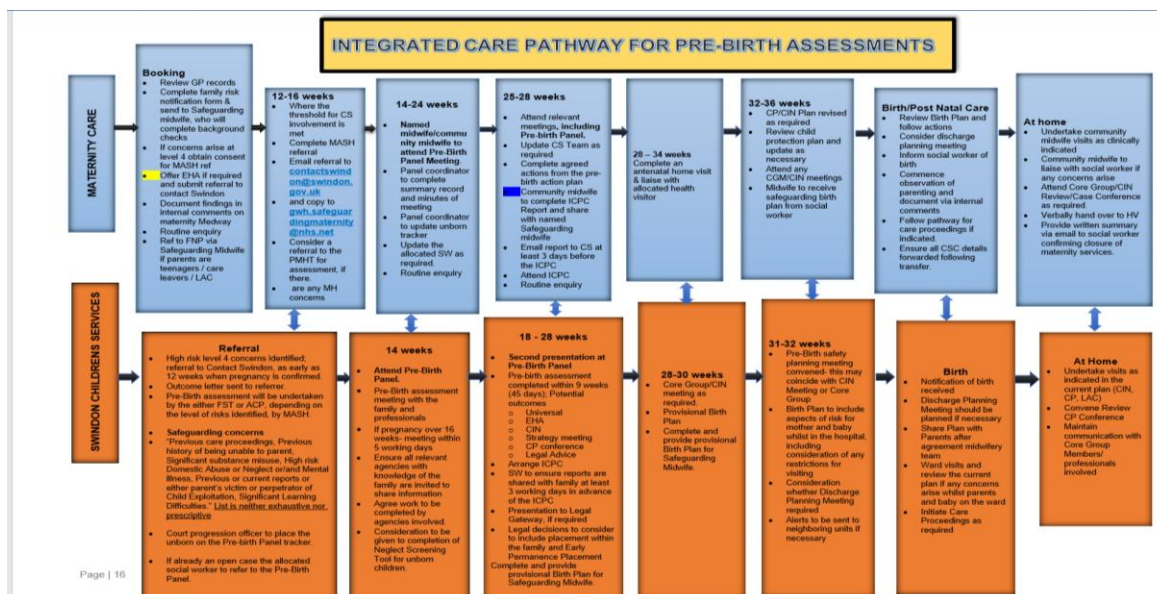 INTEGRATED CARE PATHWAY FOR PRE-BIRTH ASSESSMENTS
MATERNITY CARE
Booking
Review GP records
Complete family risk
notification form &
send to Safeguarding
midwife, who will
complete background
checks
If concerns arise at
level 4 obtain consent
for MASH ref
Offer EHA if required
and submit referral to
contact Swindon
Document findings in
internal comments on
maternity Medway
Routine enquiry
Ref to FNP via
Safeguarding Midwife
if parents are
teenagers / care
leavers / LAC
12-16 weeks
Where the
threshold for CS
involvement is
met
Complete MASH
referral
Email referral to
contactswind
on@swindon.
gov.uk
and copy to
gwh.safeguar
dingmaternity
@nhs.net
Consider a
referral to the
PMHT for
assessment, if
there.
are any MH
concerns
14-24 weeks
Named
midwife/commu
nity midwife to
attend Pre-Birth
Panel Meeting.
Panel coordinator
to complete
summary record
and minutes of
meeting
Panel coordinator
to update unborn
tracker
Update the
allocated SW as
required.
Routine enquiry
25-28 weeks
Attend relevant
meetings, including
Pre-birth Panel.
Update CS Team as
required
Complete agreed
actions from the pre-
birth action plan
Community midwife
to complete ICPC
Report and share
with named
Safeguarding
midwife
Email report to CS at
least 3 days before
the ICPC
Attend ICPC
Routine enquiry
28 – 34 weeks
Complete an
antenatal home visit
& liaise with
allocated health
visitor
32-36 weeks
CP/CIN Plan revised
as required
Review child
protection plan and
update as
necessary
Attend any
CGM/CIN meetings
Midwife to receive
safeguarding birth
plan from social
worker
Birth/Post Natal Care
Review Birth Plan and
follow actions
Consider discharge
planning meeting
Inform social worker of
birth
Commence
observation of
parenting and
document via internal
comments
Follow pathway for
care proceedings if
indicated.
Ensure all CSC details
forwarded following
transfer.
At home
Undertake community
midwife visits as
clinically indicated
Community midwife to
liaise with social worker
if any concerns arise
Attend Core Group/CIN
Review/Case Conference
as required.
Verbally hand over to HV
Provide written summary
via email to social worker
confirming closure of
maternity services.
SWINDON CHILDRENS SERVICES
Referral
High risk level 4 concerns identified;
referral to Contact Swindon, as early as
12 weeks when pregnancy is confirmed.
Outcome letter sent to referrer.
Pre-Birth assessment will be undertaken
by the either FST or ACP, depending on
the level of risks identified, by MASH.
Safeguarding concerns
"Previous care proceedings, Previous
history of being unable to parent,
Significant substance misuse, High risk
Domestic Abuse or Neglect or/and Mental
illness, Previous or current reports or
either parent's victim or perpetrator of
Child Exploitation, Significant Learning
Difficulties." List is neither exhaustive nor
prescriptive
Court progression officer to place the
unborn on the Pre-birth Panel tracker.
If already an open case the allocated
social worker to refer to the Pre-Birth
Panel.
14 weeks
Attend Pre-Birth
Panel.
Pre-Birth assessment
meeting with the
family and
professionals
If pregnancy over 16
weeks- meeting within
5 working days
Ensure all relevant
agencies with
knowledge of the
family are invited to
share information
Agree work to be
completed by
agencies involved.
Consideration to be
given to completion of
Neglect Screening
Tool for unborn
children.
18 - 28 weeks
Second presentation at
Pre-Birth Panel
Pre-birth assessment
completed within 9 weeks
(45 days); Potential
outcomes
Universal
EHA
CIN
Strategy meeting
CP conference
Legal Advice
Arrange ICPC
SW to ensure reports are
shared with family at least
3 working days in advance
of the ICPC
Presentation to Legal
Gateway, if required
Legal decisions to consider
to include placement within
the family and Early
Permanence Placement
Complete and provide
provisional Birth Plan for
Safeguarding Midwife.
28-30 weeks
Core Group/CIN
meeting as
required.
Provisional Birth
Plan
Complete and
provide provisional
Birth Plan for
Safeguarding
Midwife.
31-32 weeks
Pre-Birth safety
planning meeting
convened- this may
coincide with CIN
Meeting or Core
Group
Birth Plan to include
aspects of risk for
mother and baby
whilst in the hospital,
including
consideration of any
restrictions for
visiting
Consideration
whether Discharge
Planning Meeting
required
Alerts to be sent to
neighboring units if
necessary
Birth
Notification of birth
received
Discharge Planning
Meeting should be
planned if necessary
Share Plan with
Parents after
agreement midwifery
team
Ward visits and
review the current
plan if any concerns
arise whilst parents
and baby on the ward
Initiate Care
Proceedings as
required
At Home
Undertake visits as
indicated in the
current plan (CIN,
CP, LAC)
Convene Review
CP Conference
Maintain
communication with
Core Group
Members/
professionals
involved
Page | 16